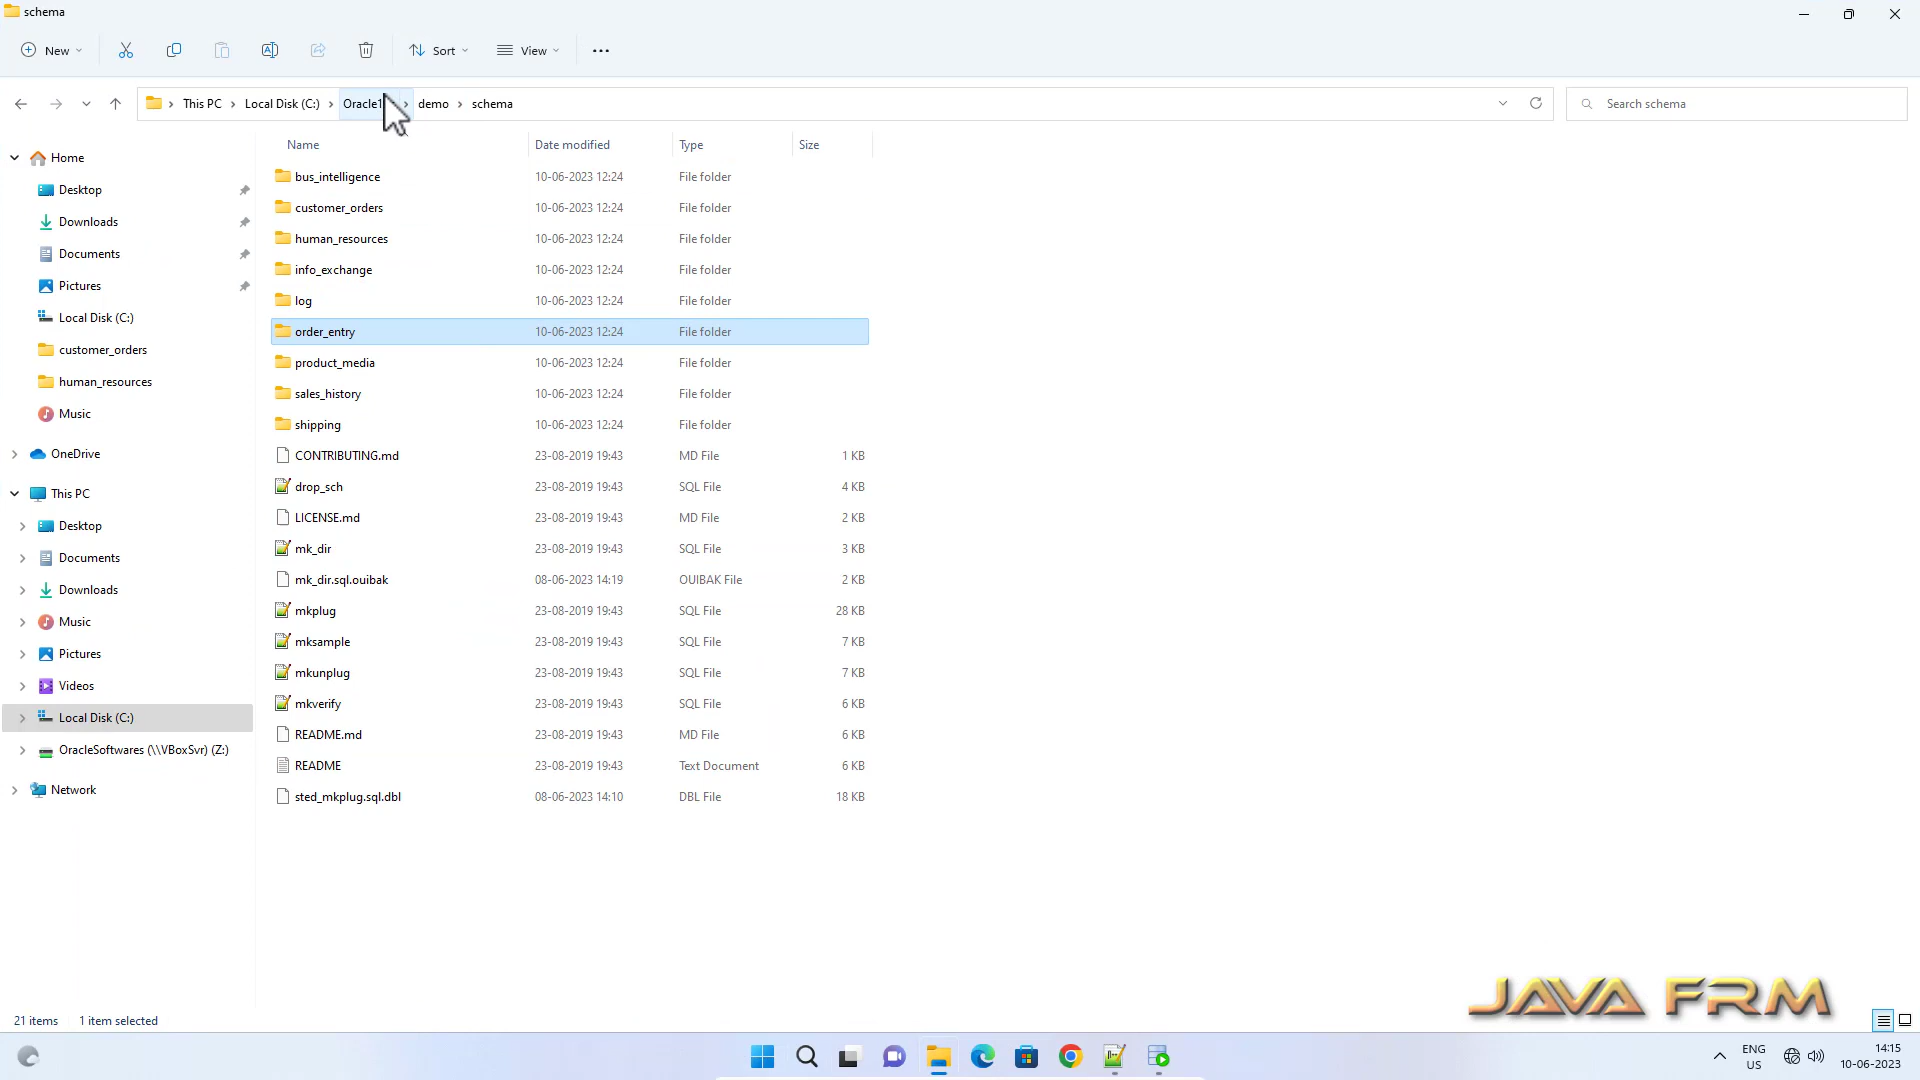 schema
New
Sort
View
This PC
Local Disk (C:)
demo
schema
Search schema
Name
Date modified
Type
Size
Home
Desktop
Downloads
Documents
Pictures
Local Disk (C:)
customer_orders
human_resources
Music
OneDrive
This PC
Desktop
Documents
Downloads
Music
Pictures
Videos
Local Disk (C:)
OracleSoftwares (\\VBoxSvr) (Z:)
Network
bus_intelligence 10-06-2023 12:24 File folder
customer_orders 10-06-2023 12:24 File folder
human_resources 10-06-2023 12:24 File folder
info_exchange 10-06-2023 12:24 File folder
log 10-06-2023 12:24 File folder
order_entry 10-06-2023 12:24 File folder
product_media 10-06-2023 12:24 File folder
sales_history 10-06-2023 12:24 File folder
shipping 10-06-2023 12:24 File folder
CONTRIBUTING.md 23-08-2019 19:43 MD File 1 KB
drop_sch 23-08-2019 19:43 SQL File 4 KB
LICENSE.md 23-08-2019 19:43 MD File 2 KB
mk_dir 23-08-2019 19:43 SQL File 3 KB
mk_dir.sql.ouibak 08-06-2023 14:19 OUIBAK File 2 KB
mkplug 23-08-2019 19:43 SQL File 28 KB
mksample 23-08-2019 19:43 SQL File 7 KB
mkunplug 23-08-2019 19:43 SQL File 7 KB
mkverify 23-08-2019 19:43 SQL File 6 KB
README.md 23-08-2019 19:43 MD File 6 KB
README 23-08-2019 19:43 Text Document 6 KB
sted_mkplug.sql.dbl 08-06-2023 14:10 DBL File 18 KB
JAVA FRM
21 items 1 item selected
ENG
US
14:15
10-06-2023